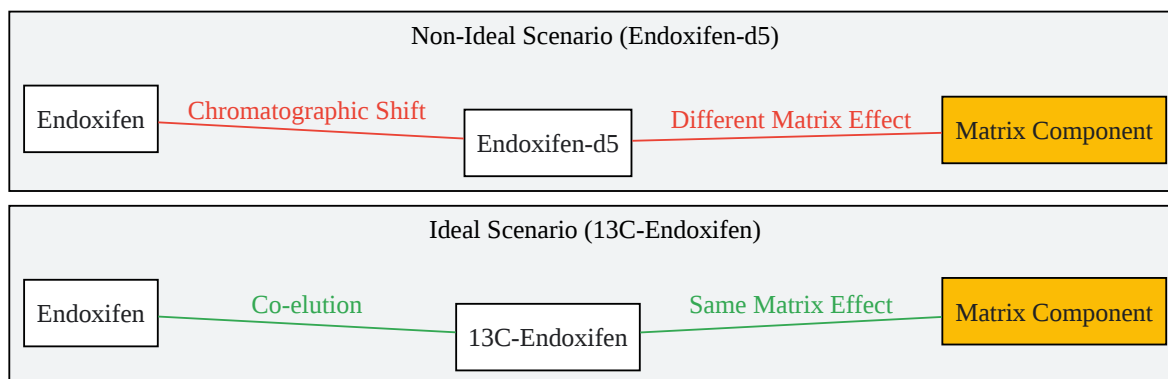 Non-Ideal Scenario (Endoxifen-d5)
Endoxifen
Chromatographic Shift
Endoxifen-d5
Different Matrix Effect
Matrix Component
Ideal Scenario (13C-Endoxifen)
Endoxifen
Co-elution
13C-Endoxifen
Same Matrix Effect
Matrix Component